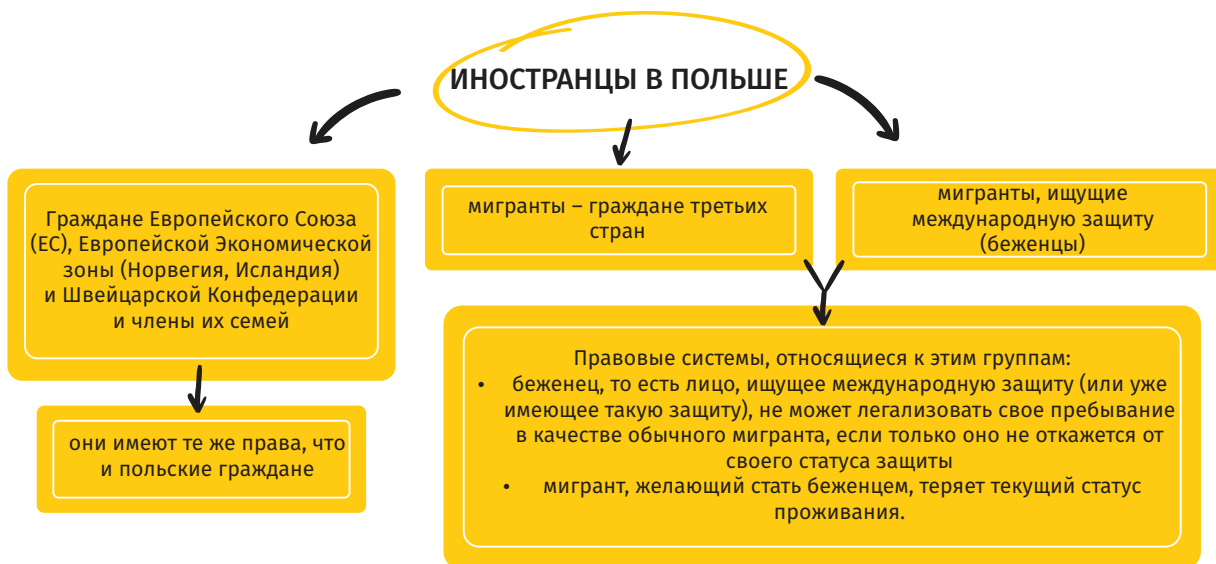 ИНОСТРАНЦЫ В ПОЛЬШЕ
Граждане Европейского Союза
(ЕС), Европейской Экономической
зоны (Норвегия, Исландия)
и Швейцарской Конфедерации
и члены их семей
они имеют те же права, что
и польские граждане
мигранты – граждане третьих
стран
мигранты, ищущие
международную защиту
(беженцы)
Правовые системы, относящиеся к этим группам:
• беженец, то есть лицо, ищущее международную защиту (или уже
имеющее такую защиту), не может легализовать свое пребывание
в качестве обычного мигранта, если только оно не откажется от
своего статуса защиты
• мигрант, желающий стать беженцем, теряет текущий статус
проживания.